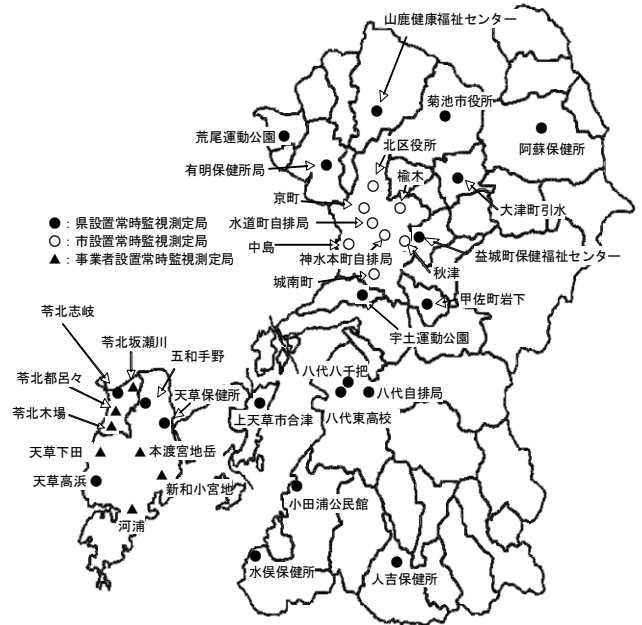 山鹿健康福祉センター
菊池市役所
荒尾運動公園
北区役所
阿蘇保健所
有明保健所局
楡木
京町
大津町引水
●：県設置常時監視測定局
○：市設置常時監視測定局
▲：事業者設置常時監視測定局
水道町自排局
中島
神水本町自排局
益城町保健福祉センター
秋津
城南町
甲佐町岩下
宇土運動公園
苓北志岐
苓北坂瀬川
五和手野
苓北都呂々
天草保健所
苓北木場
八代八千把
八代自排局
上天草市合津
八代東高校
天草下田
本渡宮地岳
天草高浜
新和小宮地
河浦
小田浦公民館
水俣保健所
人吉保健所